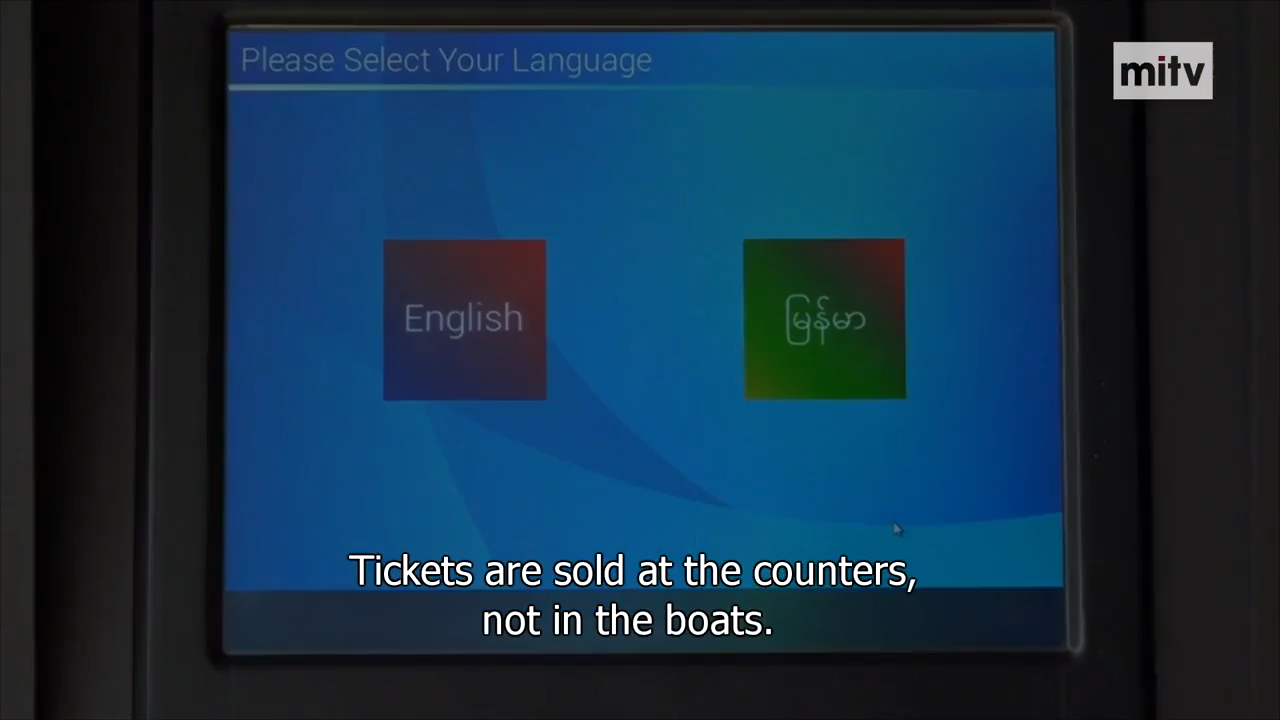 Please Select Your Language
mitv
English
မြန်မာ
Tickets are sold at the counters,
not in the boats.